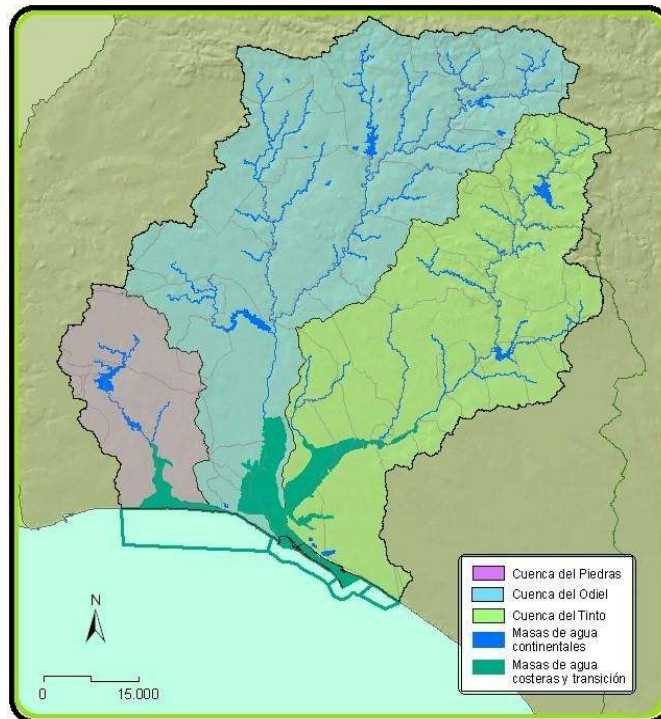 Cuenca del Piedras
Cuenca del Odiel
Cuenca del Tinto
Masas de agua
continentales
Masas de agua
costeras y transición
N
0 15.000